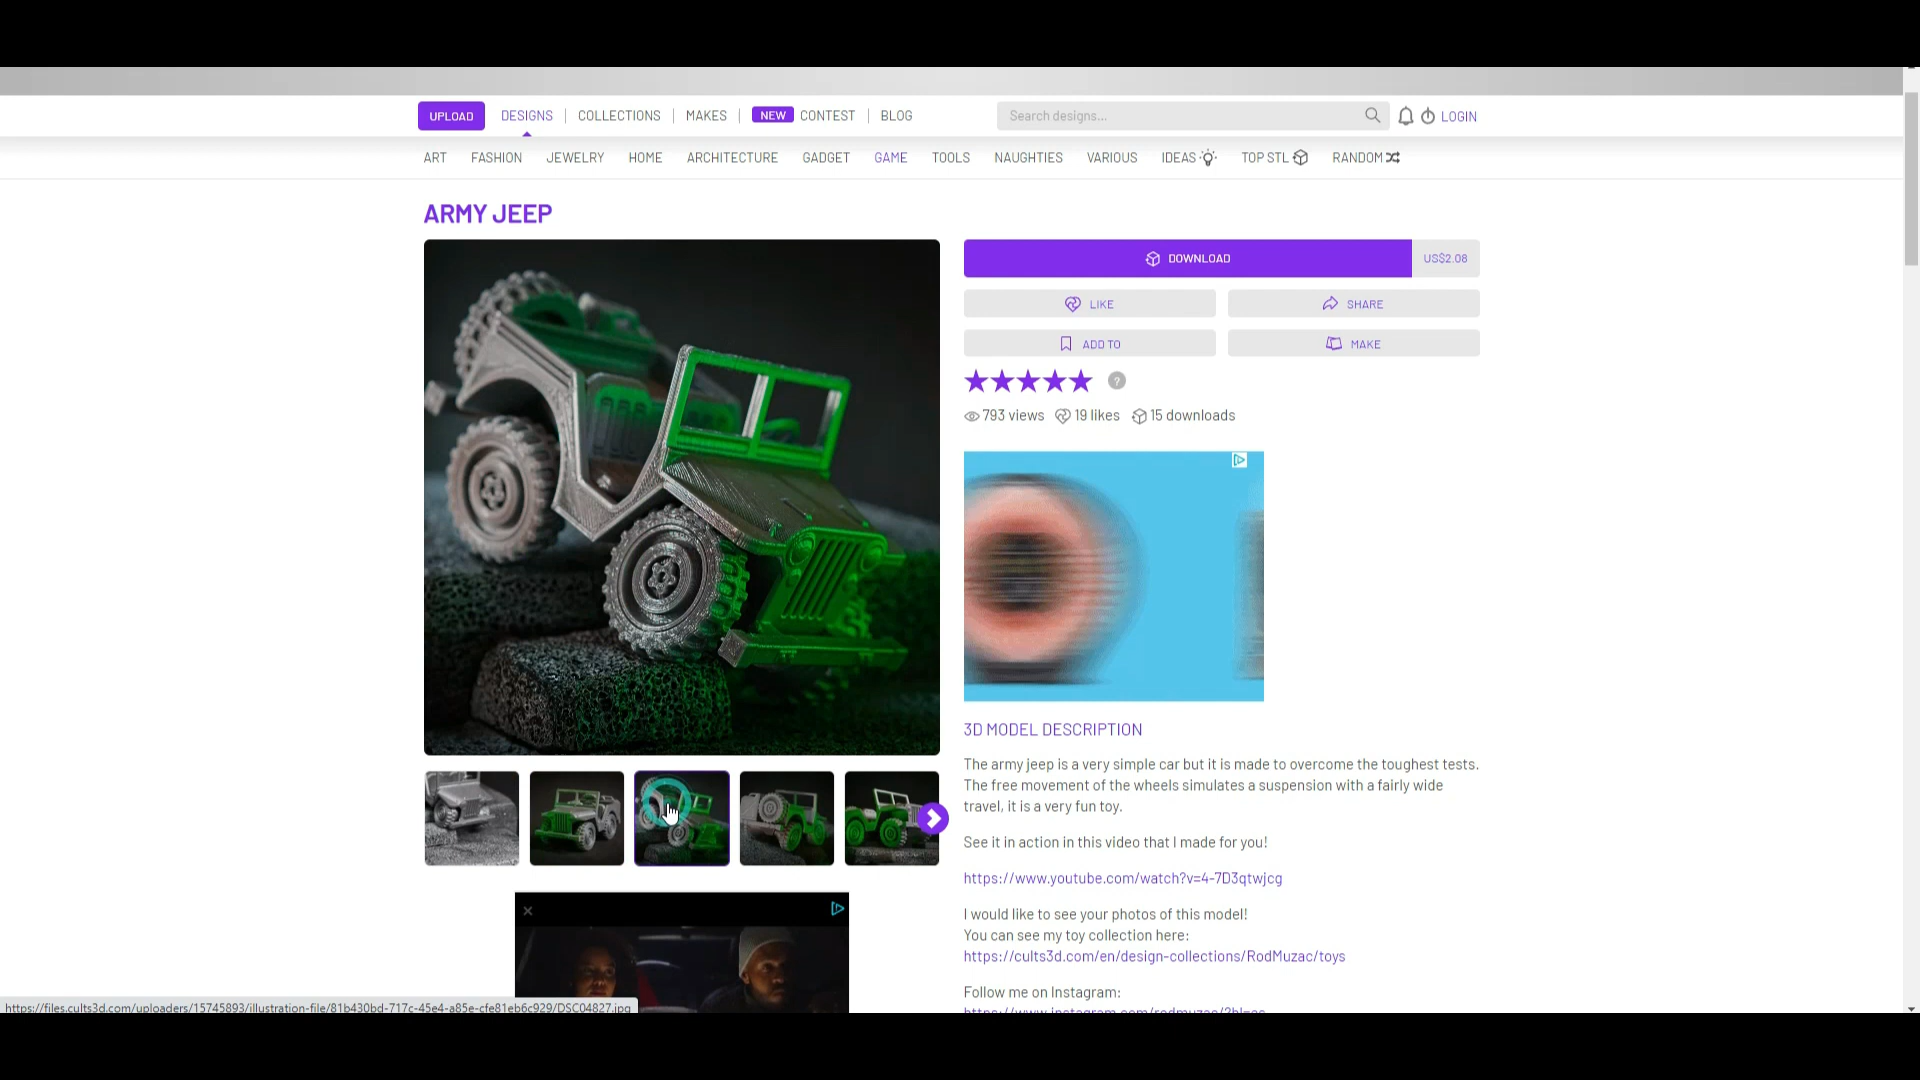 UPLOAD DESIGNS COLLECTIONS MAKES NEW CONTEST BLOG Search designs... LOGIN
ART FASHION JEWELRY HOME ARCHITECTURE GADGET GAME TOOLS NAUGHTIES VARIOUS IDEAS TOP STL RANDOM
ARMY JEEP
DOWNLOAD US$2.08
LIKE SHARE
ADD TO MAKE
?
793 views 19 likes 15 downloads
3D MODEL DESCRIPTION
The army jeep is a very simple car but it is made to overcome the toughest tests.
The free movement of the wheels simulates a suspension with a fairly wide
travel, it is a very fun toy.
See it in action in this video that I made for you!
https://www.youtube.com/watch?v=4-7D3qtwjcg
I would like to see your photos of this model!
You can see my toy collection here:
https://cults3d.com/en/design-collections/RodMuzac/toys
Follow me on Instagram:
https://www.instagram.com/rodmuzac/?hl=es
https://files.cults3d.com/uploaders/15745893/illustration-file/81b430bd-717c-45e4-a85e-cfe81eb6c929/DSC04827.jpg